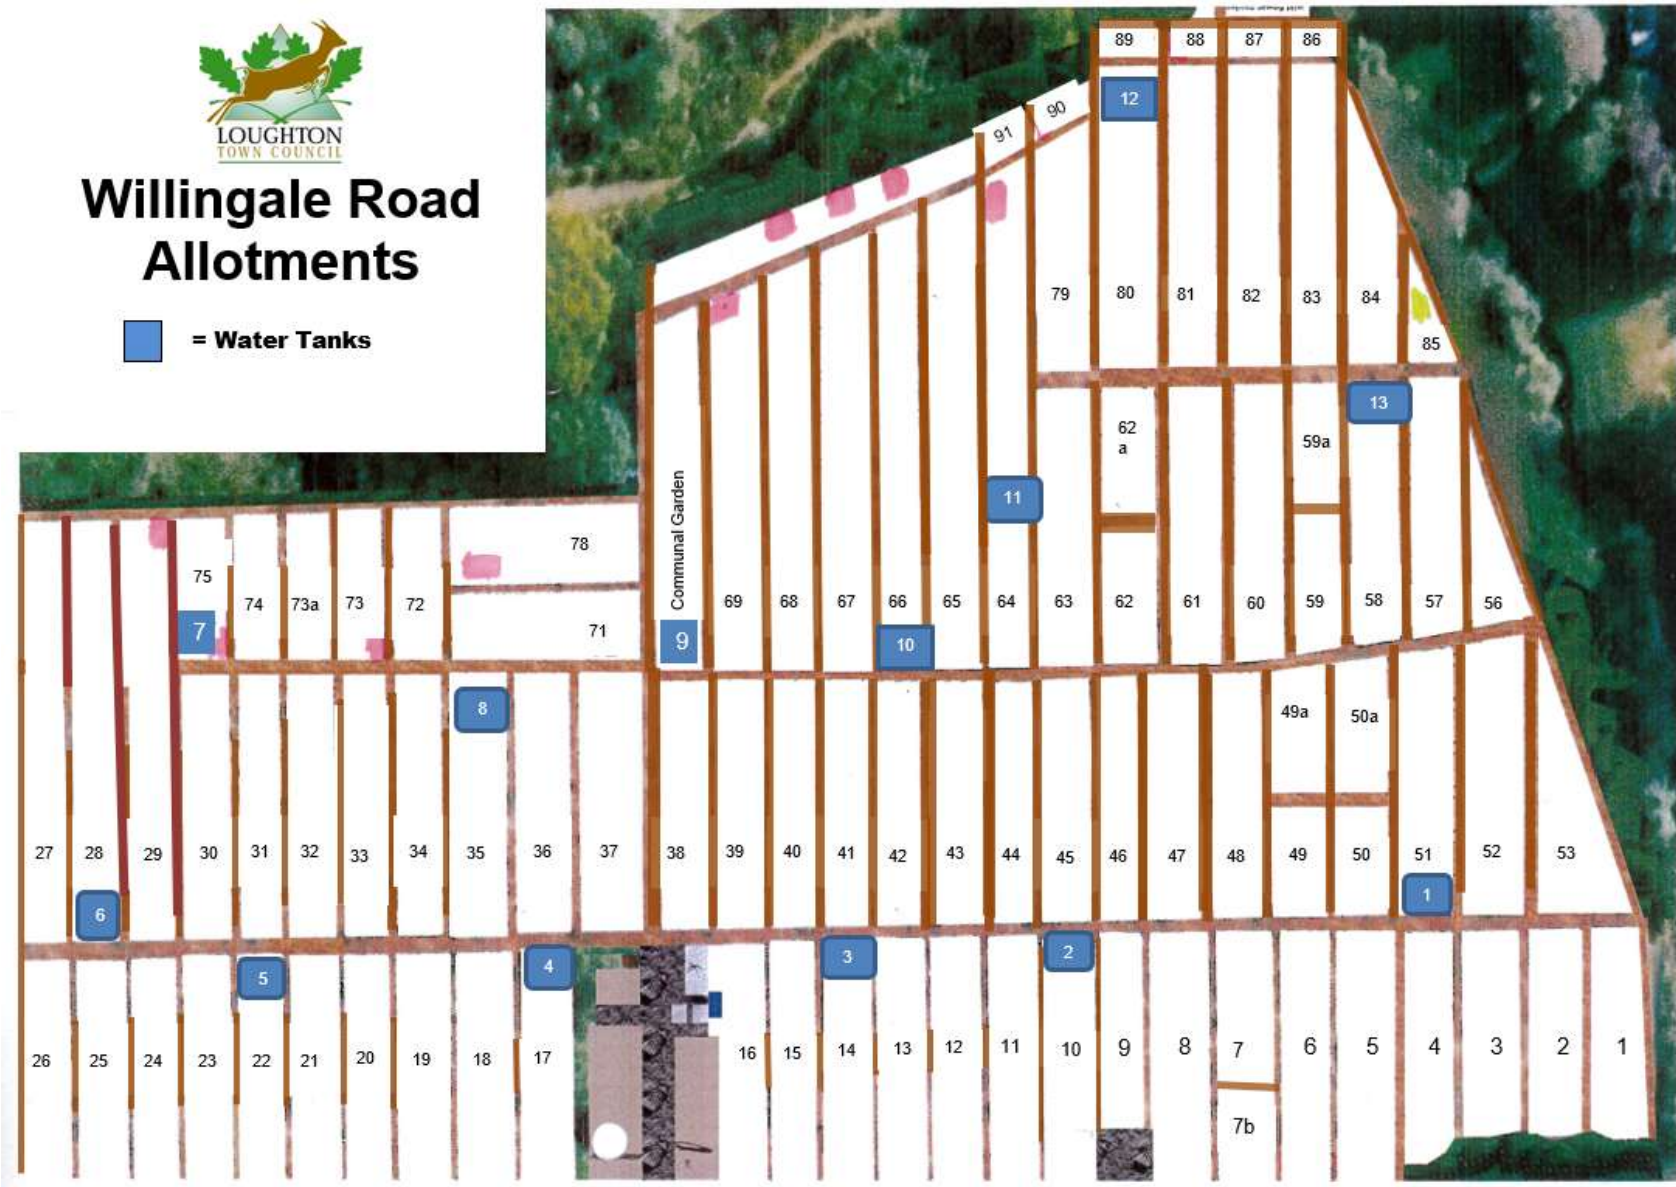 LOUGHTON
TOWN COUNCIL
Willingale Road
Allotments
= Water Tanks
89 88 87 86
12
90
91
79 80 81 82 83 84
85
13
62
a
59a
11
Communal Garden
78
75 74 73a 73 72
71
7
9
69 68 67 66 65 64 63 62 61 60 59 58 57 56
10
8
49a 50a
27 28 29 30 31 32 33 34 35 36 37 38 39 40 41 42 43 44 45 46 47 48 49 50 51 52 53
6
1
5
4
3
2
26 25 24 23 22 21 20 19 18 17 16 15 14 13 12 11 10 9 8 7 6 5 4 3 2 1
7b